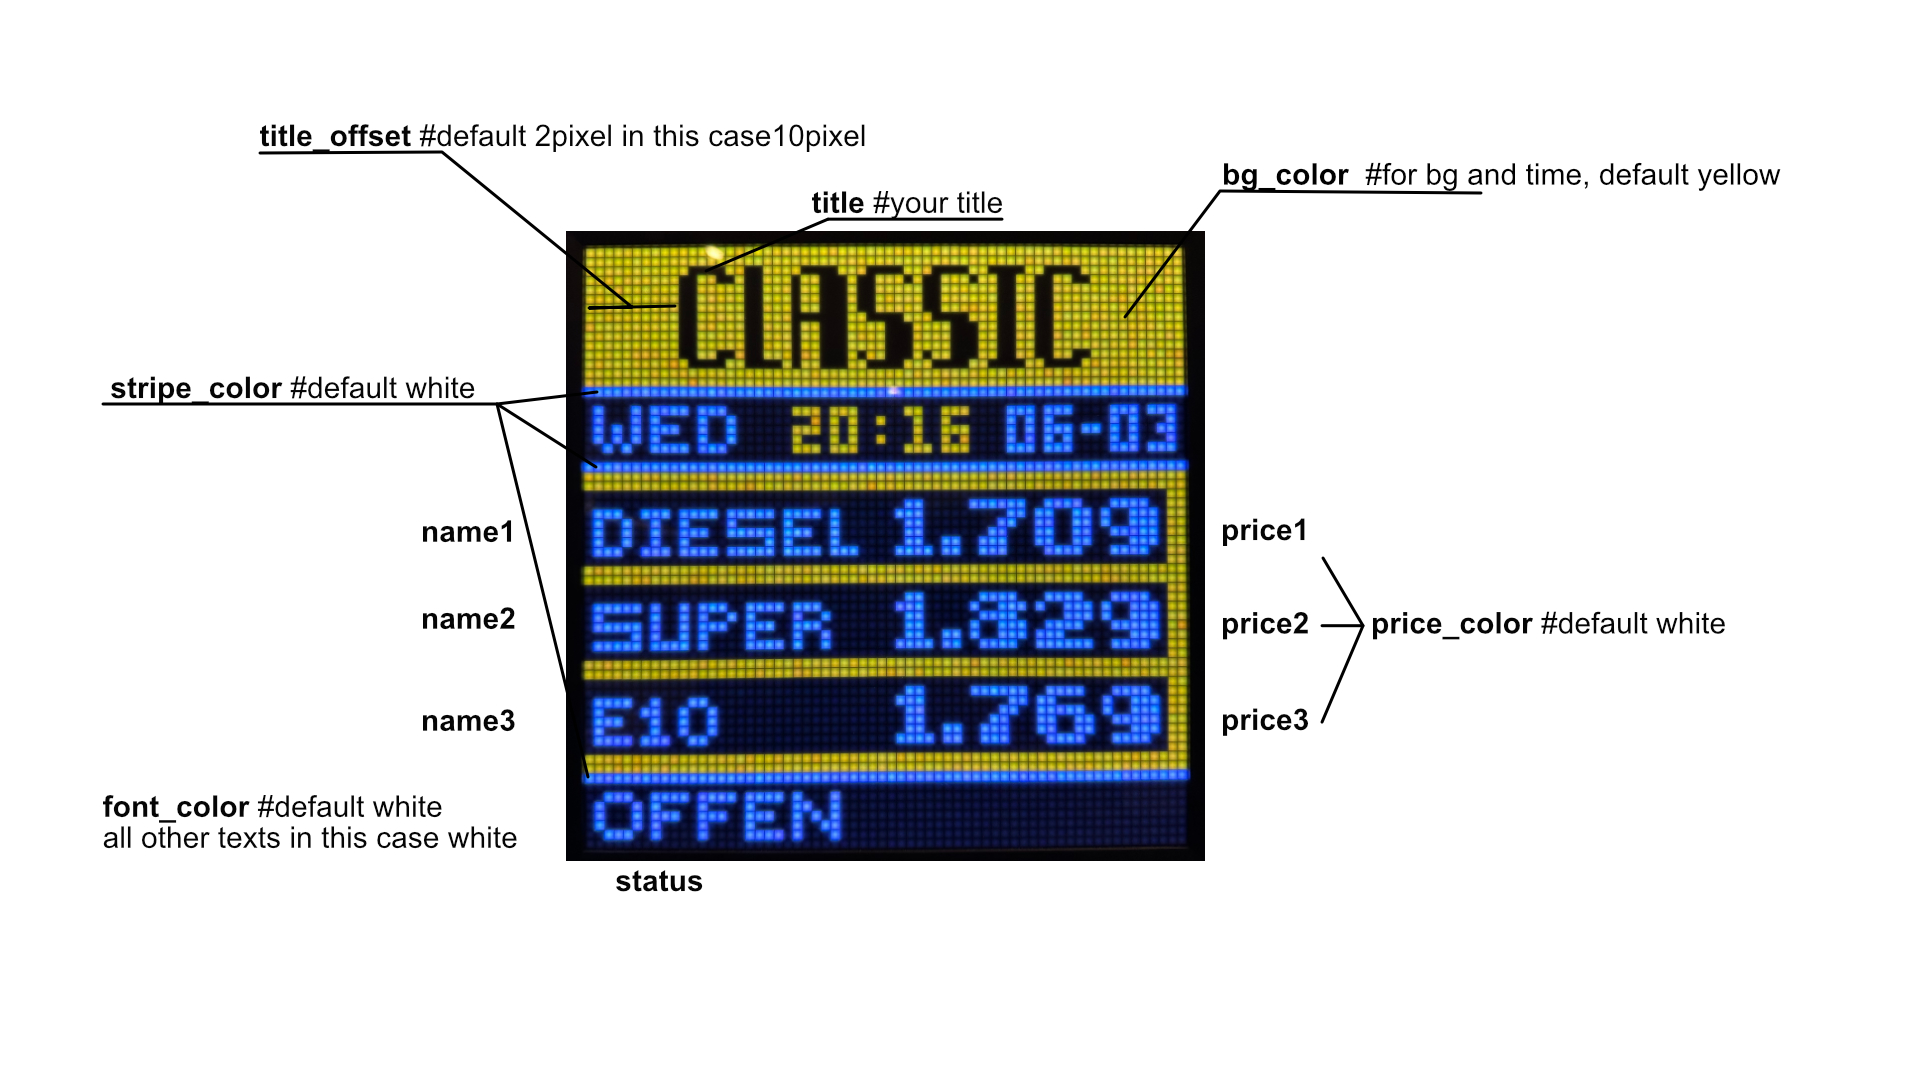 title_offset #default 2pixel in this case10pixel
bg_color #for bg and time, default yellow
title #your title
CLASSIC
stripe_color #default white
WED 20:16 06-03
name1
DIESEL 1.709
price1
name2
SUPER 1.829
price2
price_color #default white
name3
E10 1.769
price3
font_color #default white
all other texts in this case white
OFFEN
status